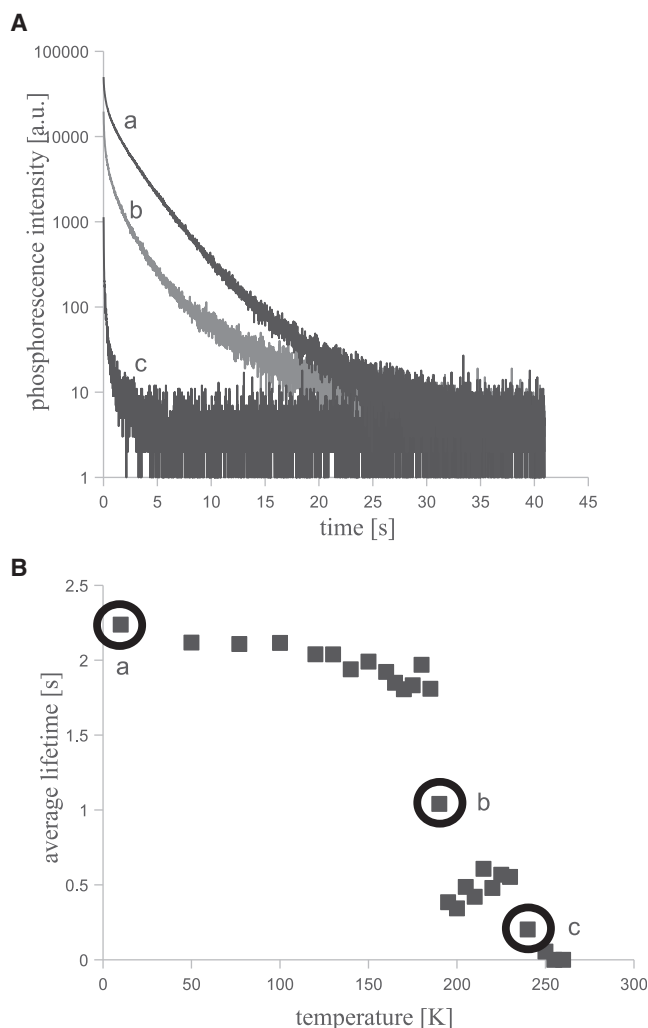 A
100000
10000
1000
100
10
1
phosphorescence intensity [a.u.]
a
b
c
0 5 10 15 20 25 30 35 40 45
time [s]
B
2.5
2
1.5
1
0.5
0
average lifetime [s]
a
b
c
0 50 100 150 200 250 300
temperature [K]